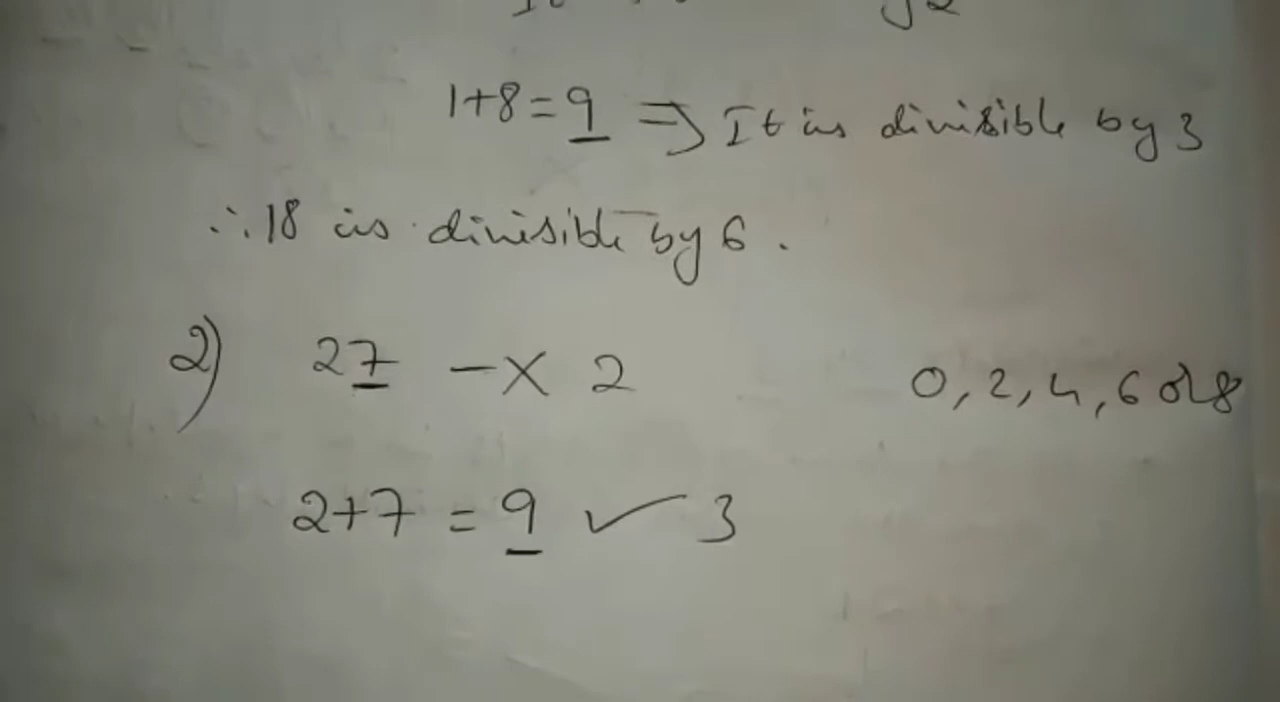 1+8=9 ⇒ It is divisible by 3
∴ 18 is divisible by 6.
2) 27 - X 2 0, 2, 4, 6 or 8
2+7 = 9 ✓ 3